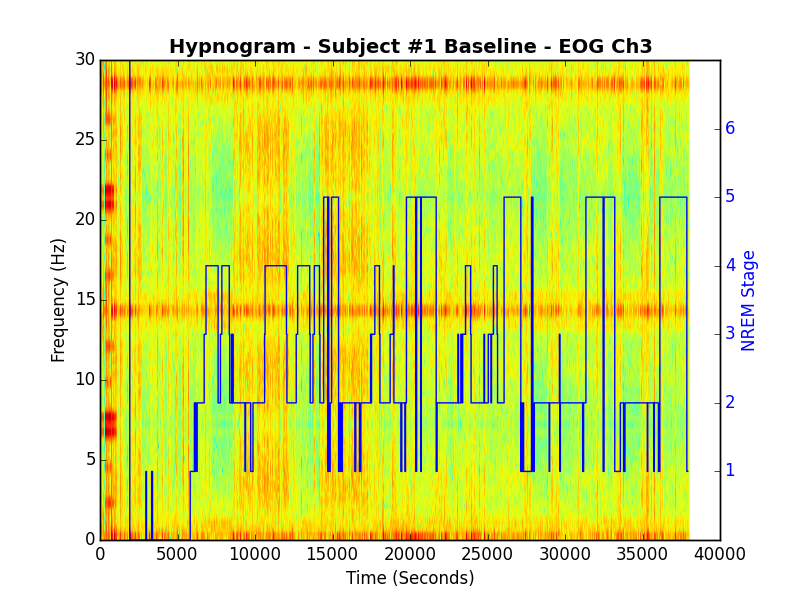 Hypnogram - Subject #1 Baseline - EOG Ch3
30
25
20
15
10
5
0
Frequency (Hz)
6
5
4
3
2
1
NREM Stage
0 5000 10000 15000 20000 25000 30000 35000 40000
Time (Seconds)